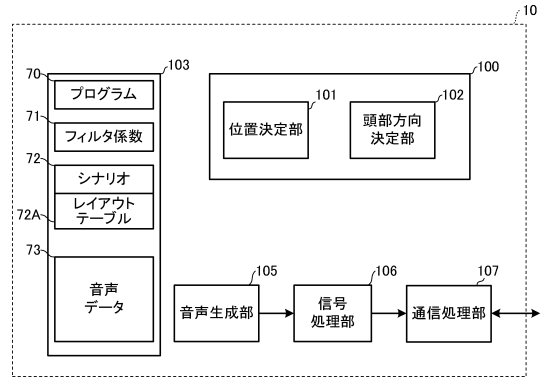 10
103
70
プログラム
71
フィルタ係数
72
シナリオ
レイアウト
テーブル
72A
73
音声
データ
100
101
位置決定部
102
頭部方向
決定部
105
音声生成部
106
信号
処理部
107
通信処理部